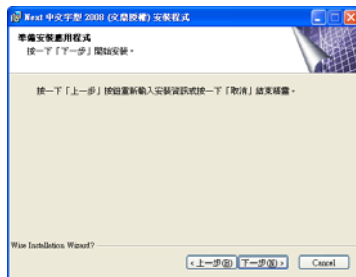 Next 中文字型 2008 (文鼎授權) 安裝程式
準備安裝應用程式
按一下「下一步」開始安裝。
按一下「上一步」按鈕重新輸入安裝資訊或按一下「取消」結束精靈。
Wise Installation Wizard?
<上一步(B) 下一步(N)> Cancel